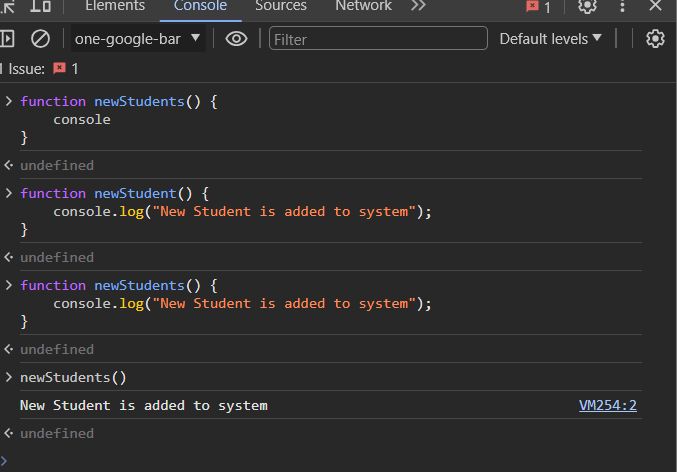 Elements Console Sources Network 1
one-google-bar Filter Default levels
1 Issue: 1
function newStudents() {
console
}
undefined
function newStudent() {
console.log("New Student is added to system");
}
undefined
function newStudents() {
console.log("New Student is added to system");
}
undefined
newStudents()
New Student is added to system VM254:2
undefined